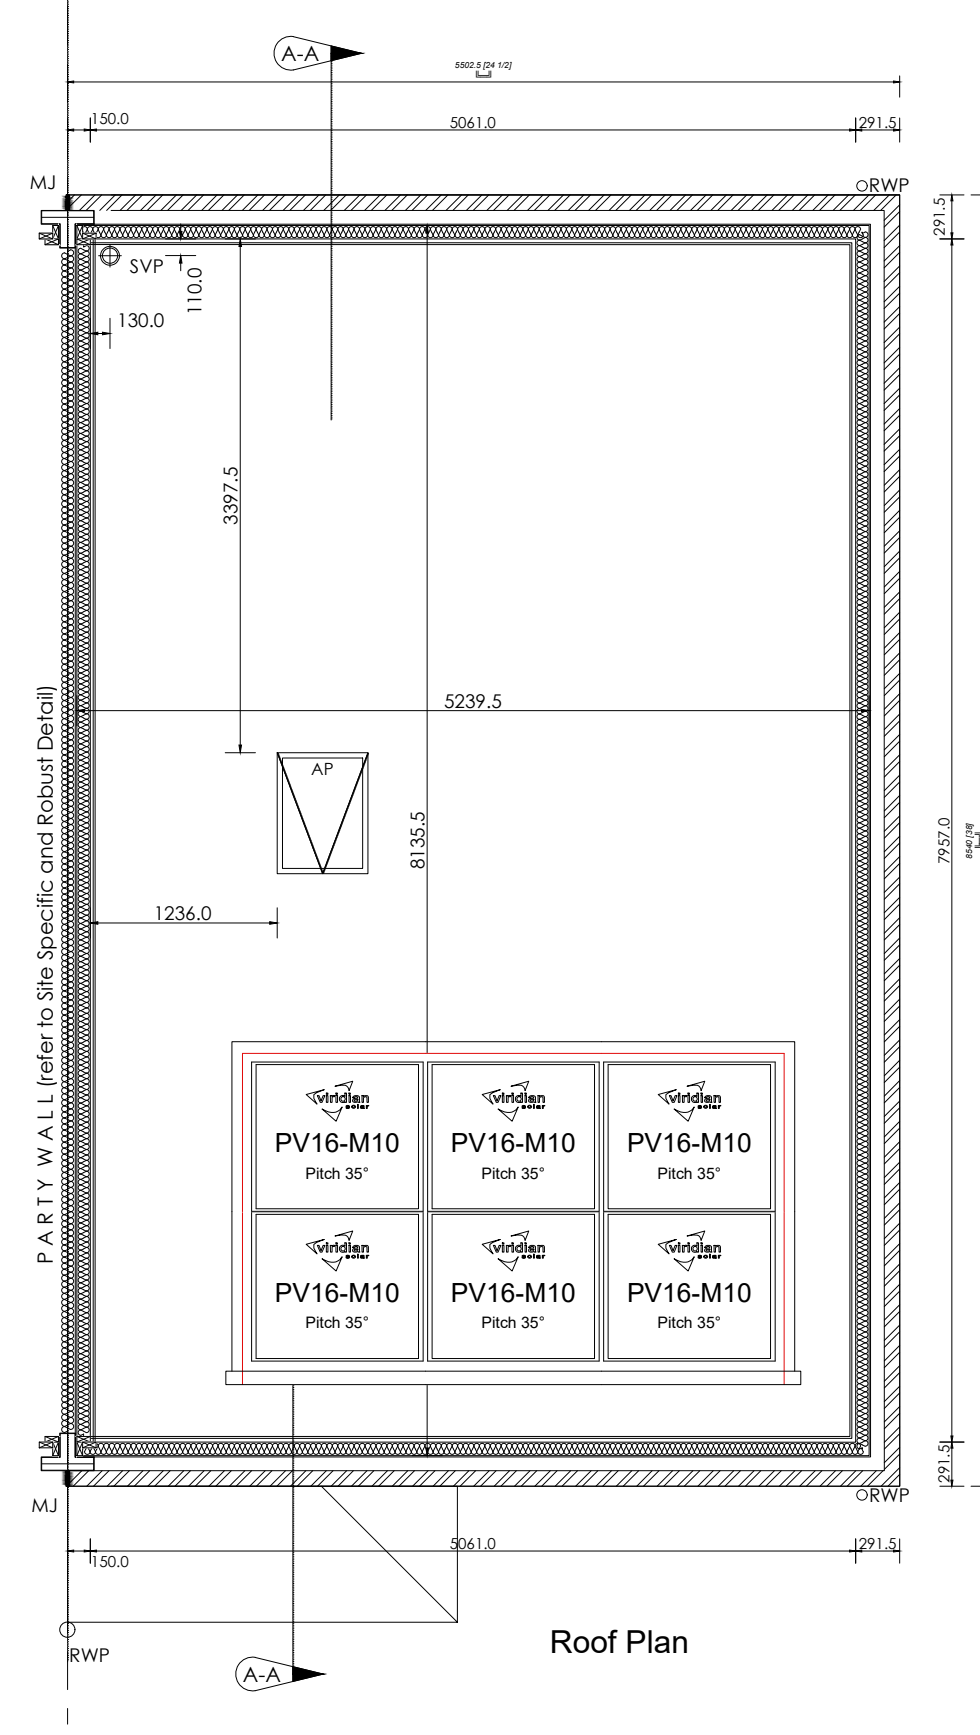 A-A
5502.5 [24 1/2]
150.0
5061.0
291.5
MJ
RWP
291.5
SVP
110.0
130.0
3397.5
5239.5
AP
8135.5
7957.0
8540 [38]
PARTY WALL (refer to Site Specific and Robust Detail)
1236.0
viridian
solar
PV16-M10
Pitch 35°
viridian
solar
PV16-M10
Pitch 35°
viridian
solar
PV16-M10
Pitch 35°
viridian
solar
PV16-M10
Pitch 35°
viridian
solar
PV16-M10
Pitch 35°
viridian
solar
PV16-M10
Pitch 35°
291.5
MJ
RWP
150.0
5061.0
291.5
RWP
Roof Plan
A-A